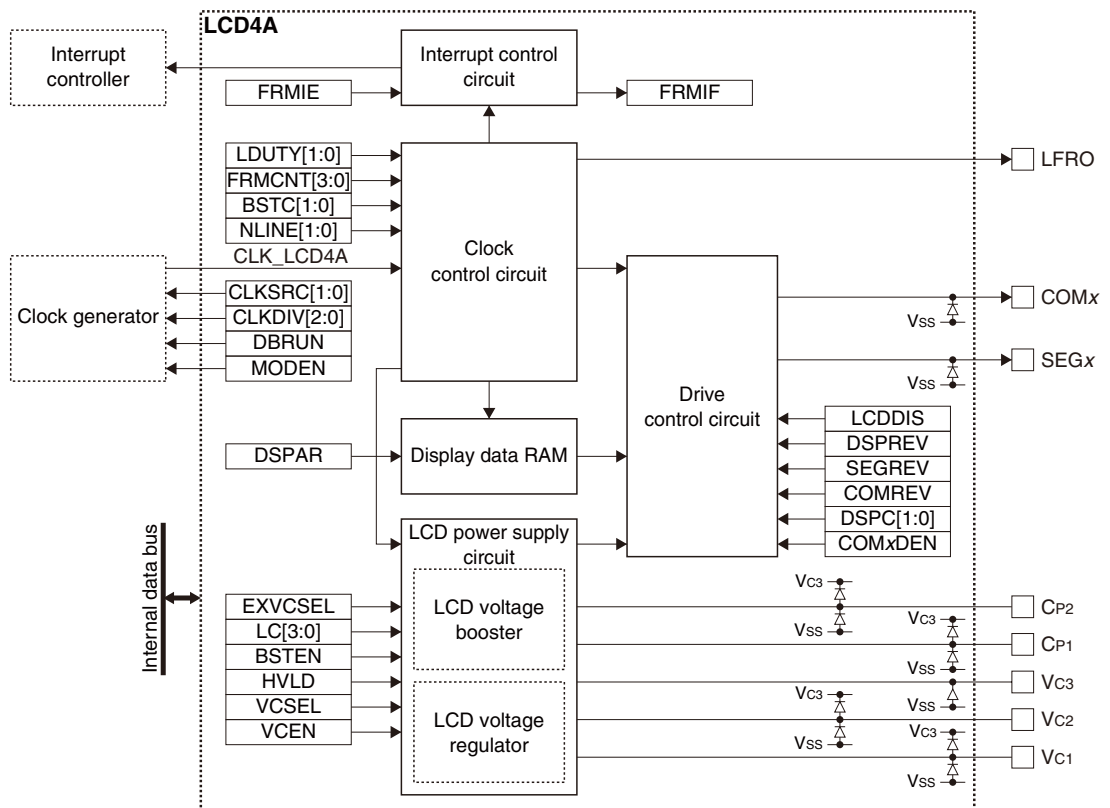 LCD4A
Interrupt
controller
Interrupt control
circuit
FRMIE
FRMIF
LDUTY[1:0]
FRMCNT[3:0]
BSTC[1:0]
NLINE[1:0]
CLK_LCD4A
Clock
control circuit
LFRO
Clock generator
CLKSRC[1:0]
CLKDIV[2:0]
DBRUN
MODEN
COMx
VSS
SEGx
VSS
Drive
control circuit
LCDDIS
DSPREV
SEGREV
COMREV
DSPC[1:0]
COMxDEN
DSPAR
Display data RAM
LCD power supply
circuit
LCD voltage
booster
LCD voltage
regulator
Internal data bus
EXVCSEL
LC[3:0]
BSTEN
HVLD
VCSEL
VCEN
VC3
VSS
CP2
VC3
VSS
CP1
VC3
VSS
VC3
VSS
VC2
VC3
VSS
VC1